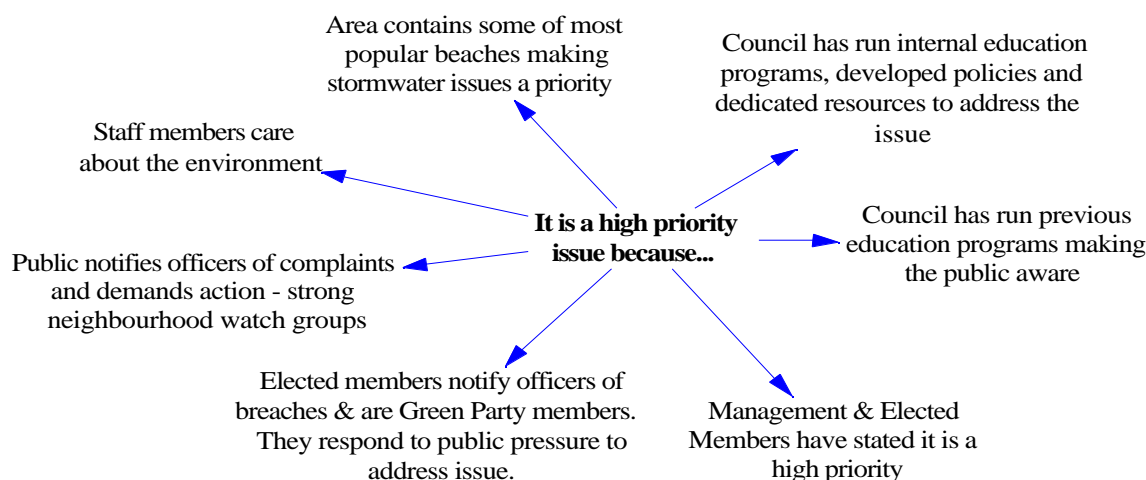 Area contains some of most
popular beaches making
stormwater issues a priority
Council has run internal education
programs, developed policies and
dedicated resources to address the
issue
Staff members care
about the environment
It is a high priority
issue because...
Council has run previous
education programs making
the public aware
Public notifies officers of complaints
and demands action - strong
neighbourhood watch groups
Elected members notify officers of
breaches & are Green Party members.
They respond to public pressure to
address issue.
Management & Elected
Members have stated it is a
high priority